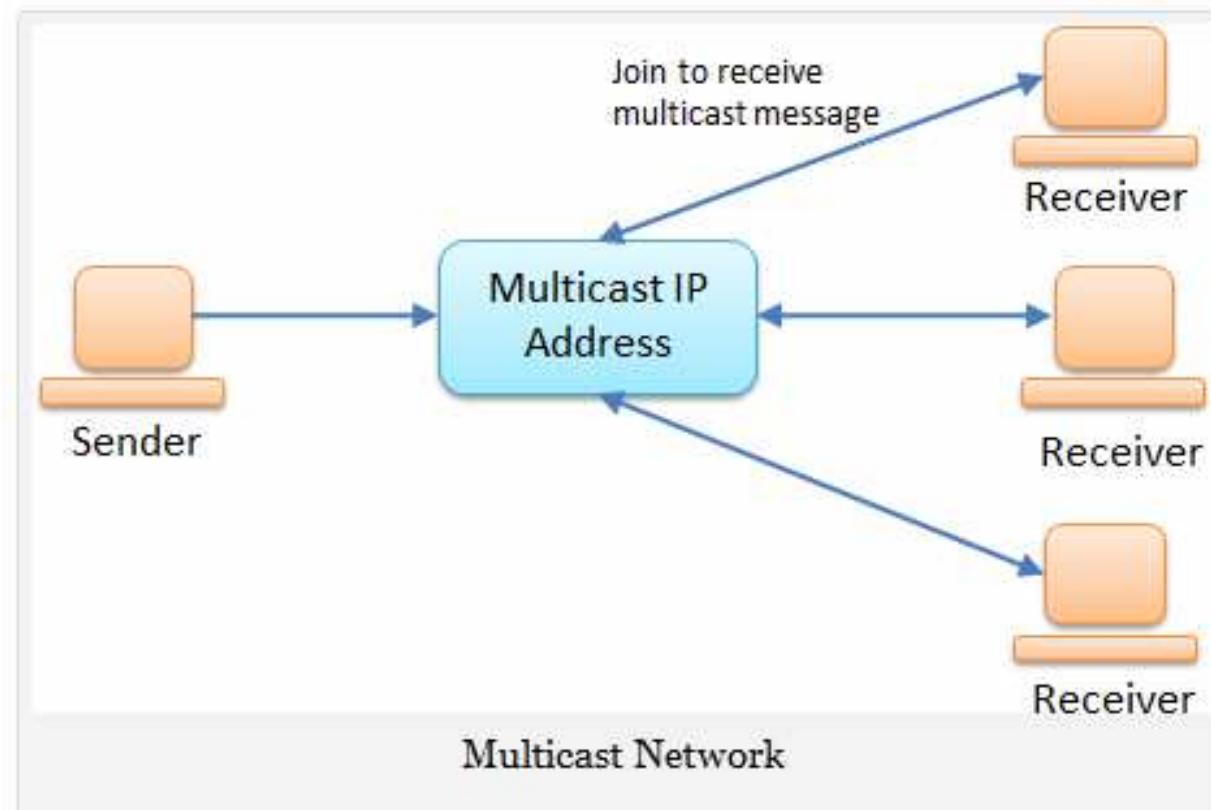 Join to receive
multicast message
Receiver
Multicast IP
Address
Sender
Receiver
Receiver
Multicast Network